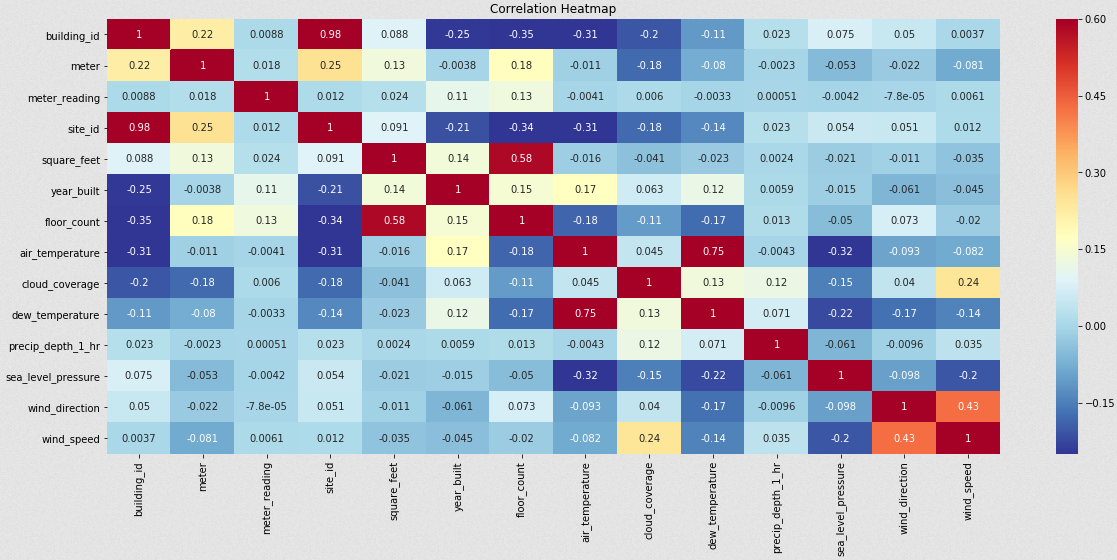 Correlation Heatmap
building_id 1 0.22 0.0088 0.98 0.088 -0.25 -0.35 -0.31 -0.2 -0.11 0.023 0.075 0.05 0.0037
meter 0.22 1 0.018 0.25 0.13 -0.0038 0.18 -0.011 -0.18 -0.08 -0.0023 -0.053 -0.022 -0.081
meter_reading 0.0088 0.018 1 0.012 0.024 0.11 0.13 -0.0041 0.006 -0.0033 0.00051 -0.0042 -7.8e-05 0.0061
site_id 0.98 0.25 0.012 1 0.091 -0.21 -0.34 -0.31 -0.18 -0.14 0.023 0.054 0.051 0.012
square_feet 0.088 0.13 0.024 0.091 1 0.14 0.58 -0.016 -0.041 -0.023 0.0024 -0.021 -0.011 -0.035
year_built -0.25 -0.0038 0.11 -0.21 0.14 1 0.15 0.17 0.063 0.12 0.0059 -0.015 -0.061 -0.045
floor_count -0.35 0.18 0.13 -0.34 0.58 0.15 1 -0.18 -0.11 -0.17 0.013 -0.05 0.073 -0.02
air_temperature -0.31 -0.011 -0.0041 -0.31 -0.016 0.17 -0.18 1 0.045 0.75 -0.0043 -0.32 -0.093 -0.082
cloud_coverage -0.2 -0.18 0.006 -0.18 -0.041 0.063 -0.11 0.045 1 0.13 0.12 -0.15 0.04 0.24
dew_temperature -0.11 -0.08 -0.0033 -0.14 -0.023 0.12 -0.17 0.75 0.13 1 0.071 -0.22 -0.17 -0.14
precip_depth_1_hr 0.023 -0.0023 0.00051 0.023 0.0024 0.0059 0.013 -0.0043 0.12 0.071 1 -0.061 -0.0096 0.035
sea_level_pressure 0.075 -0.053 -0.0042 0.054 -0.021 -0.015 -0.05 -0.32 -0.15 -0.22 -0.061 1 -0.098 -0.2
wind_direction 0.05 -0.022 -7.8e-05 0.051 -0.011 -0.061 0.073 -0.093 0.04 -0.17 -0.0096 -0.098 1 0.43
wind_speed 0.0037 -0.081 0.0061 0.012 -0.035 -0.045 -0.02 -0.082 0.24 -0.14 0.035 -0.2 0.43 1
building_id meter meter_reading site_id square_feet year_built floor_count air_temperature cloud_coverage dew_temperature precip_depth_1_hr sea_level_pressure wind_direction wind_speed
0.60
0.45
0.30
0.15
0.00
−0.15